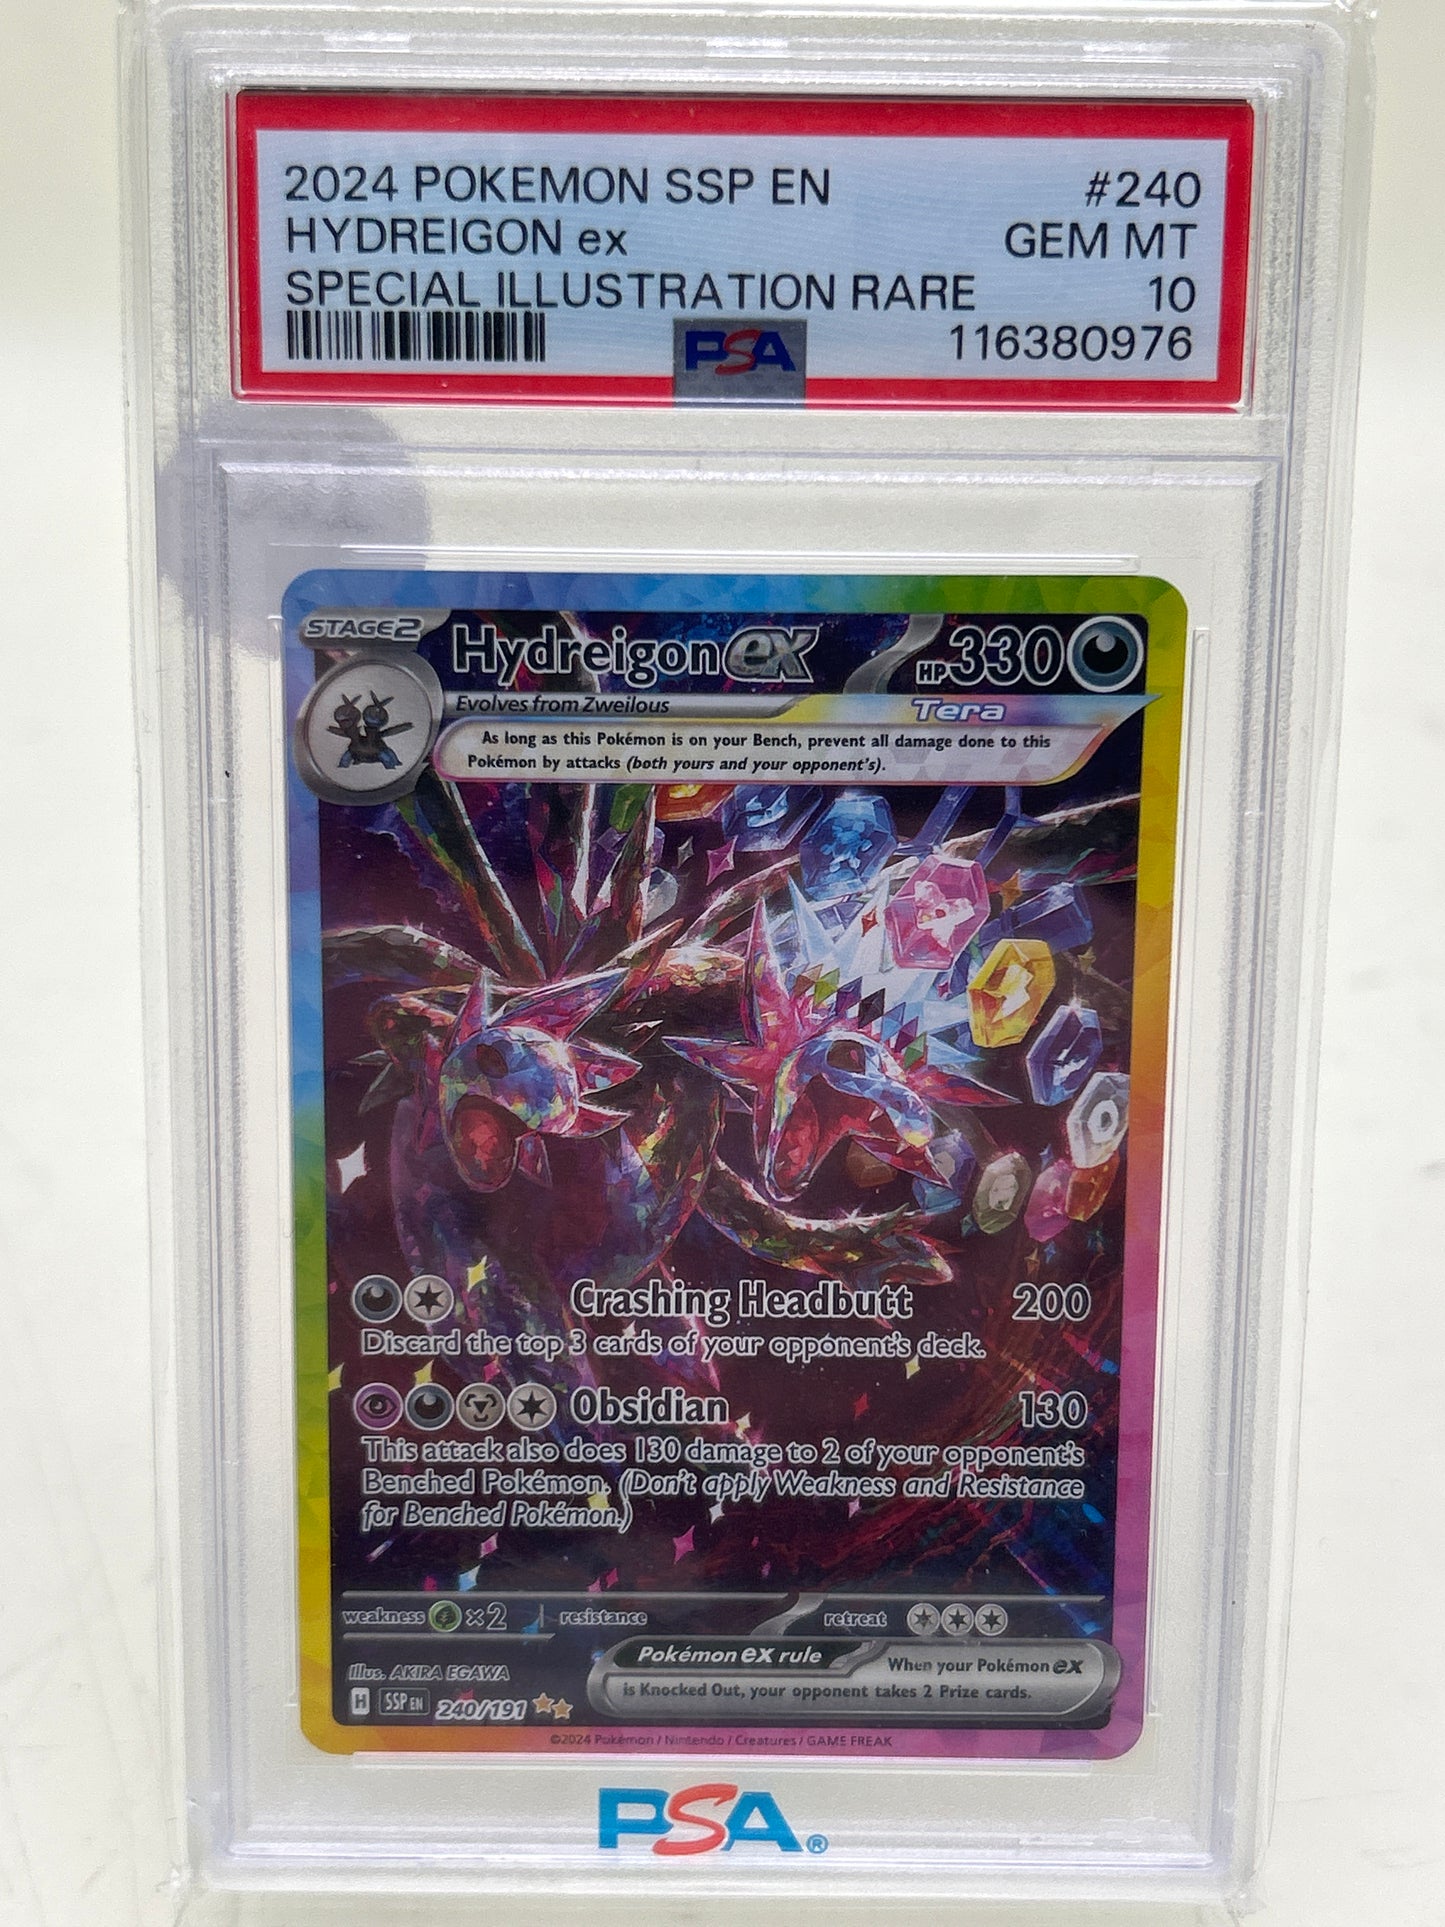 2024 POKEMON SSP EN #240
HYDREIGON ex GEM MT
SPECIAL ILLUSTRATION RARE 10
PSA 116380976
STAGE2 Hydreigon ex HP 330
Evolves from Zweilous Tera
As long as this Pokémon is on your Bench, prevent all damage done to this
Pokémon by attacks (both yours and your opponent's).
Crashing Headbutt 200
Discard the top 3 cards of your opponent's deck.
Obsidian 130
This attack also does 130 damage to 2 of your opponent's
Benched Pokémon. (Don't apply Weakness and Resistance
for Benched Pokémon.)
weakness ×2 resistance retreat
Pokémon ex rule When your Pokémon ex
is Knocked Out, your opponent takes 2 Prize cards.
Illus. AKIRA EGAWA
H SSP EN 240/191
©2024 Pokémon / Nintendo / Creatures / GAME FREAK
PSA®